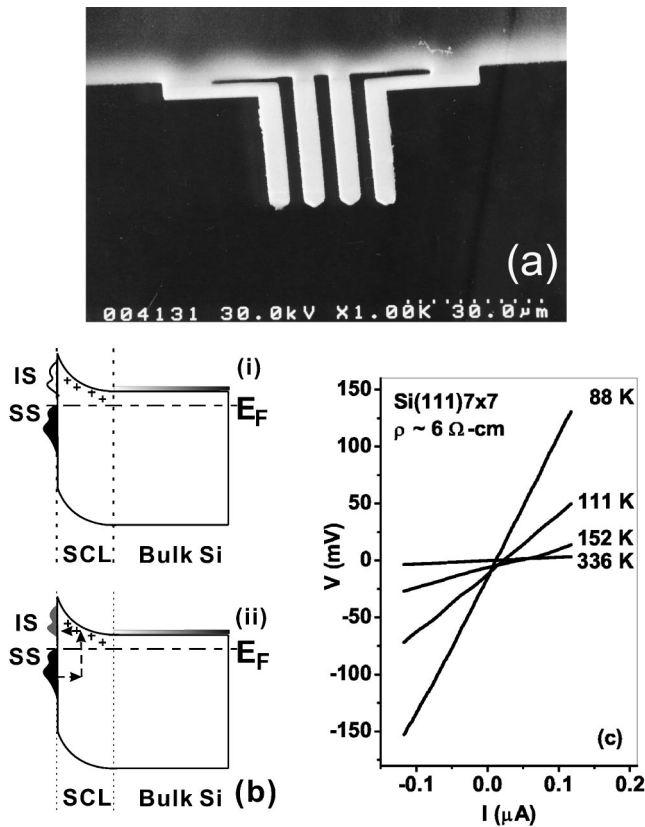 (a)
004131 30.0kV X1.00K 30.0µm
(i)
IS
SS
E_F
SCL Bulk Si
(ii)
IS
SS
E_F
SCL Bulk Si
(b)
Si(111)7x7
ρ ~ 6 Ω-cm
88 K
111 K
152 K
336 K
150
100
50
0
-50
-100
-150
V (mV)
-0.1 0.0 0.1 0.2
I (µA)
(c)